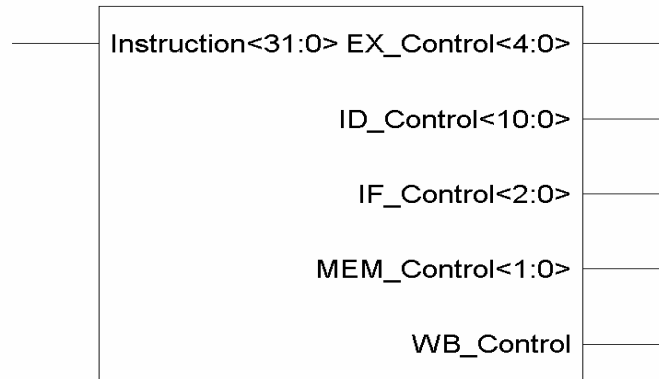 Instruction<31:0> EX_Control<4:0>
ID_Control<10:0>
IF_Control<2:0>
MEM_Control<1:0>
WB_Control